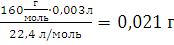 (160 г/моль · 0,003 л) / (22,4 л/моль) = 0,021 г